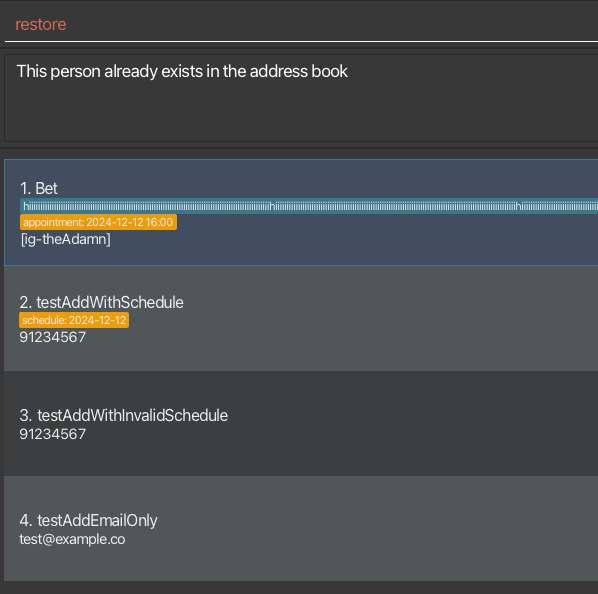 restore
This person already exists in the address book
1. Bet
appointment: 2024-12-12 16:00
[ig-theAdamn]
2. testAddWithSchedule
schedule: 2024-12-12
91234567
3. testAddWithInvalidSchedule
91234567
4. testAddEmailOnly
test@example.co